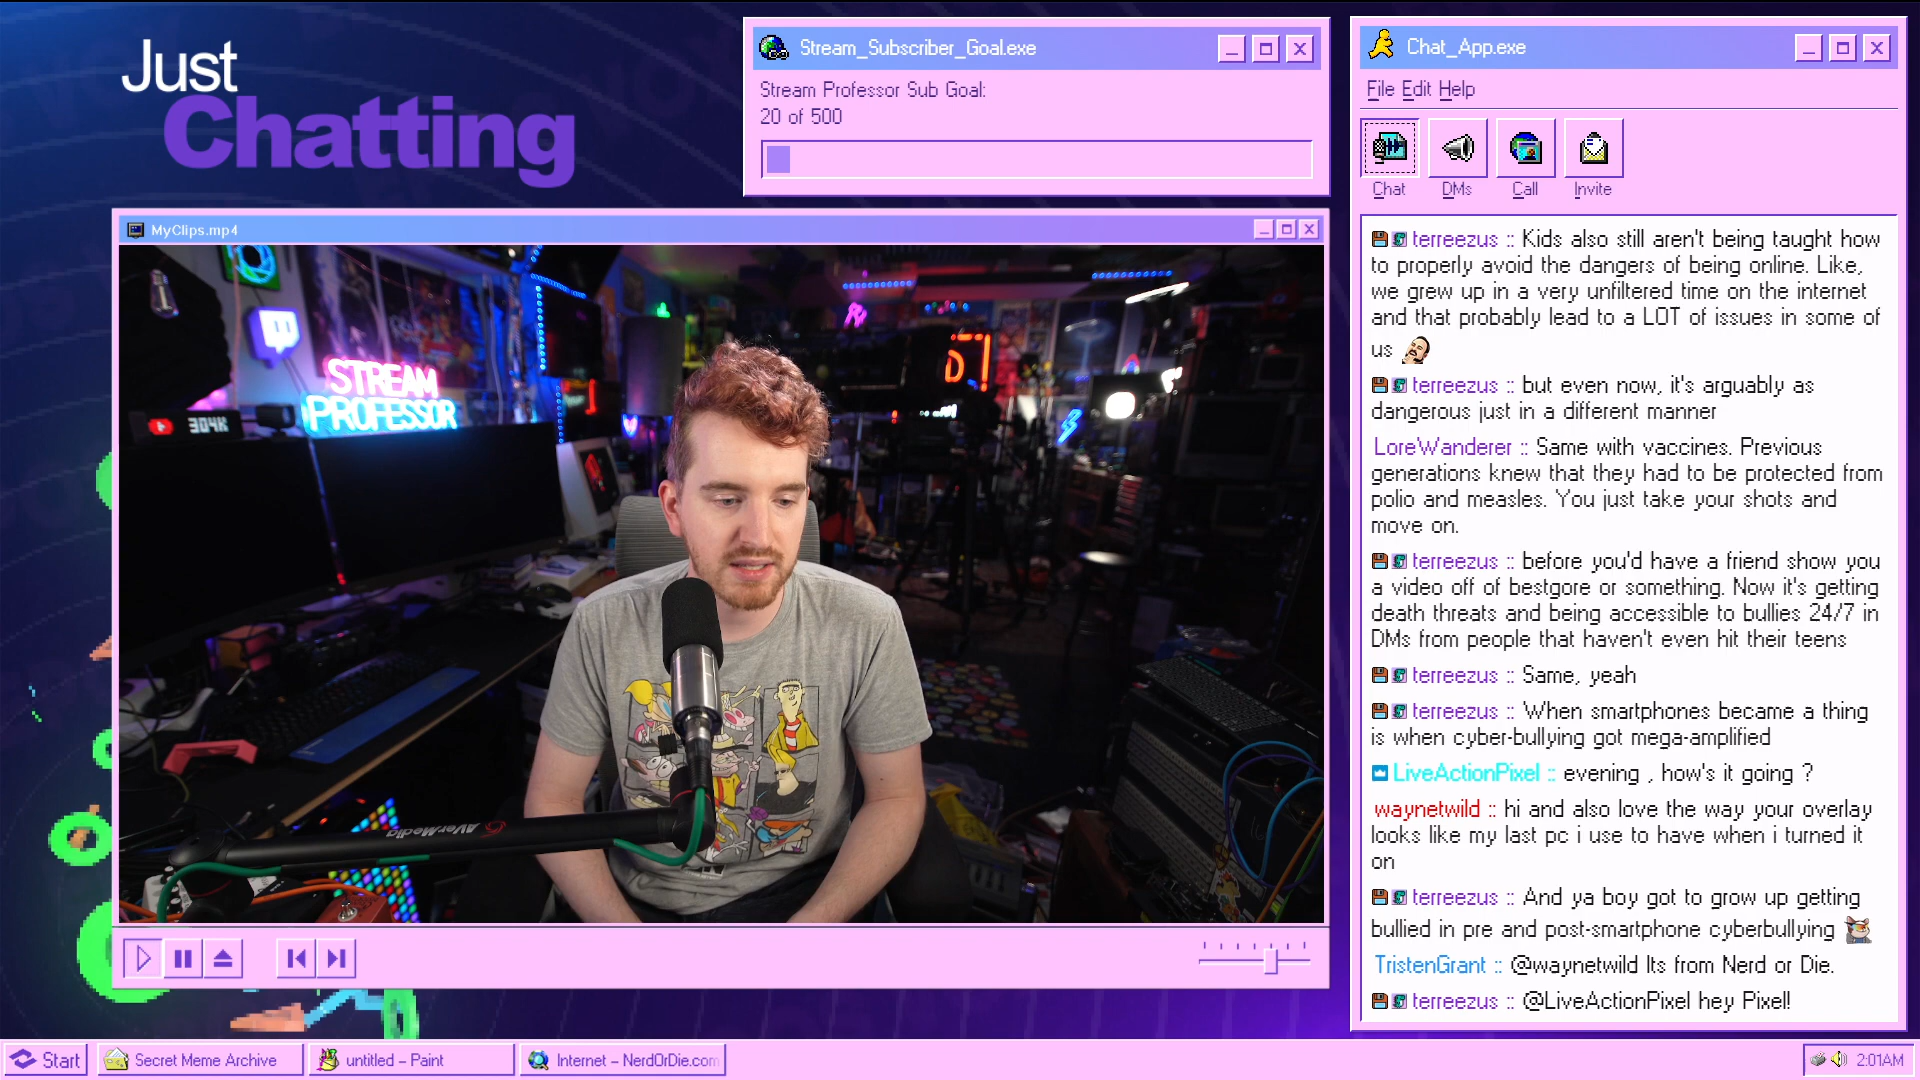 Just
Chatting
Stream_Subscriber_Goal.exe
Stream Professor Sub Goal:
20 of 500
MyClips.mp4
STREAM
PROFESSOR
304K
AVerMedia
Chat_App.exe
File Edit Help
Chat DMs Call Invite
terreezus :: Kids also still aren't being taught how
to properly avoid the dangers of being online. Like,
we grew up in a very unfiltered time on the internet
and that probably lead to a LOT of issues in some of
us
terreezus :: but even now, it's arguably as
dangerous just in a different manner
LoreWanderer :: Same with vaccines. Previous
generations knew that they had to be protected from
polio and measles. You just take your shots and
move on.
terreezus :: before you'd have a friend show you
a video off of bestgore or something. Now it's getting
death threats and being accessible to bullies 24/7 in
DMs from people that haven't even hit their teens
terreezus :: Same, yeah
terreezus :: When smartphones became a thing
is when cyber-bullying got mega-amplified
LiveActionPixel :: evening , how's it going ?
waynetwild :: hi and also love the way your overlay
looks like my last pc i use to have when i turned it
on
terreezus :: And ya boy got to grow up getting
bullied in pre and post-smartphone cyberbullying
TristenGrant :: @waynetwild Its from Nerd or Die.
terreezus :: @LiveActionPixel hey Pixel!
Start
Secret Meme Archive
untitled - Paint
Internet - NerdOrDie.com
2:01AM